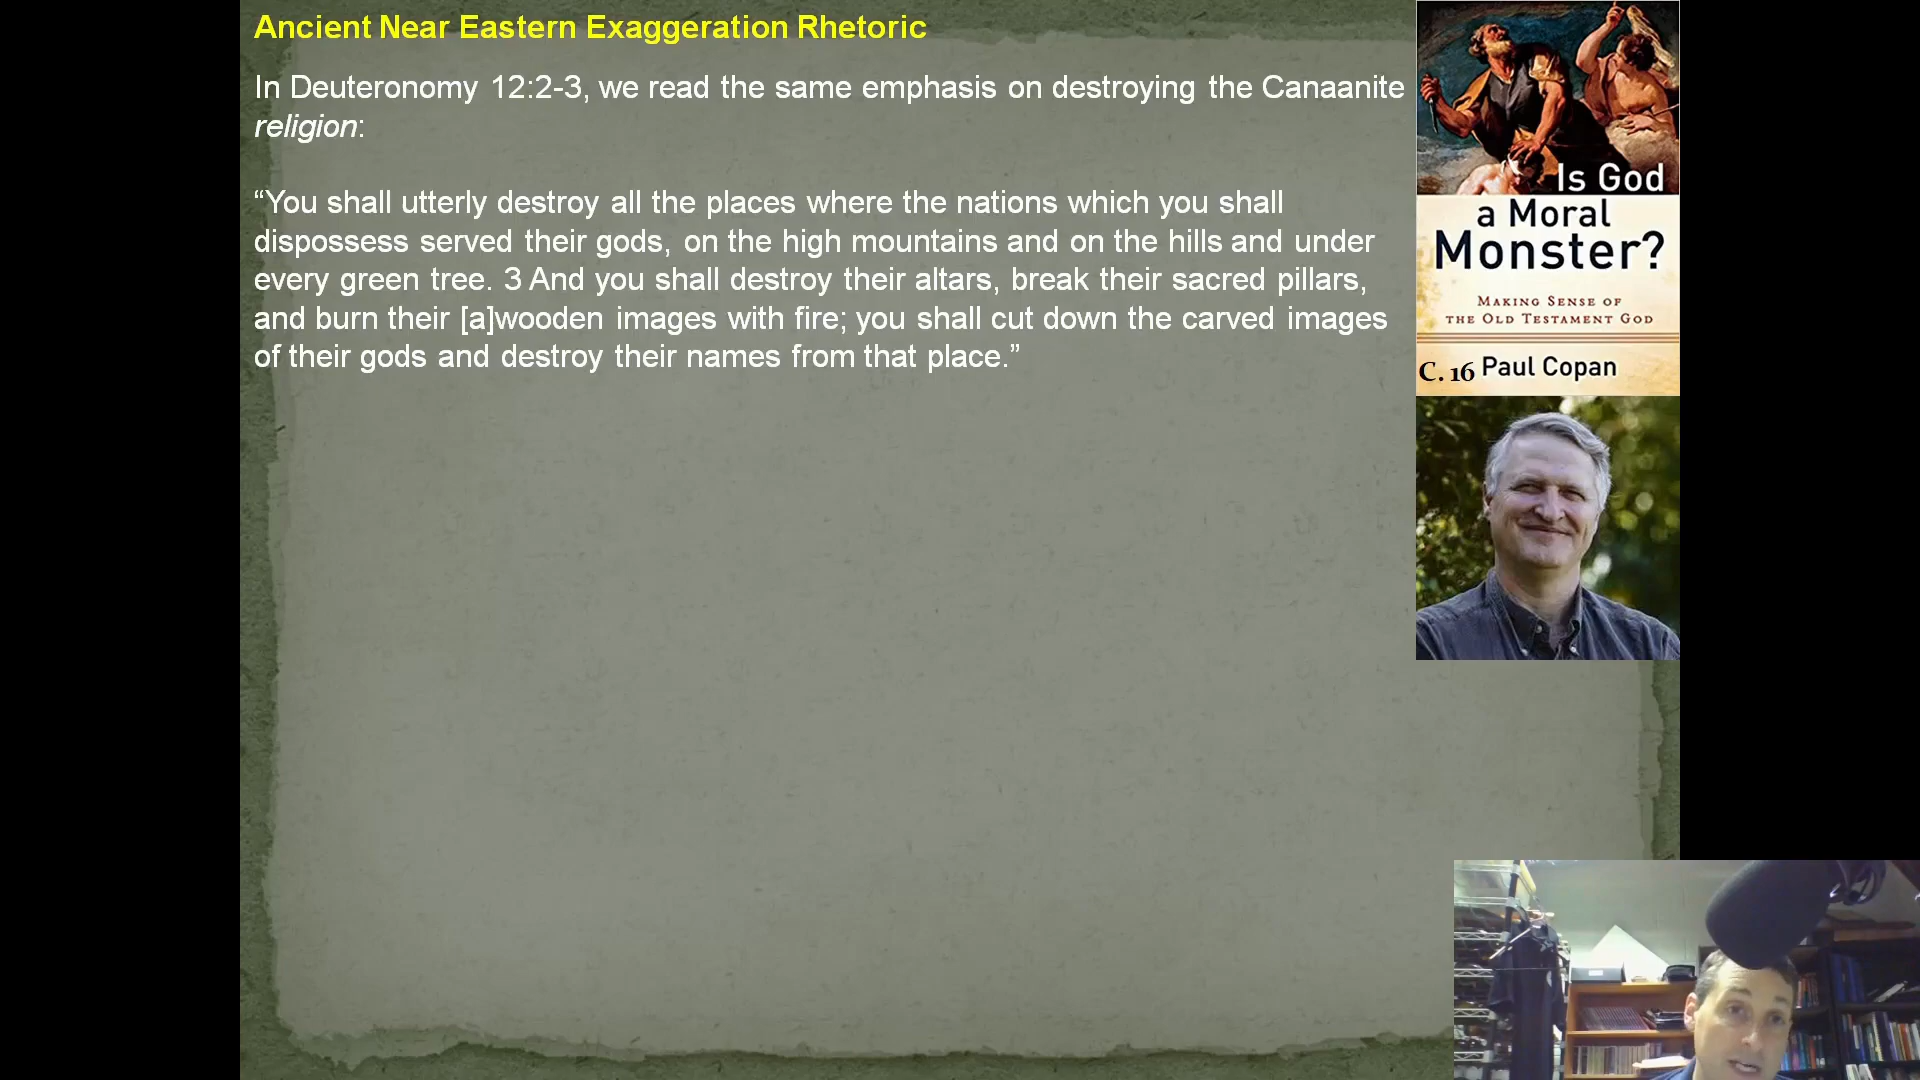 Ancient Near Eastern Exaggeration Rhetoric
In Deuteronomy 12:2-3, we read the same emphasis on destroying the Canaanite
religion:
“You shall utterly destroy all the places where the nations which you shall
dispossess served their gods, on the high mountains and on the hills and under
every green tree. 3 And you shall destroy their altars, break their sacred pillars,
and burn their [a]wooden images with fire; you shall cut down the carved images
of their gods and destroy their names from that place.”
Is God
a Moral
Monster?
Making Sense of
the Old Testament God
C. 16 Paul Copan